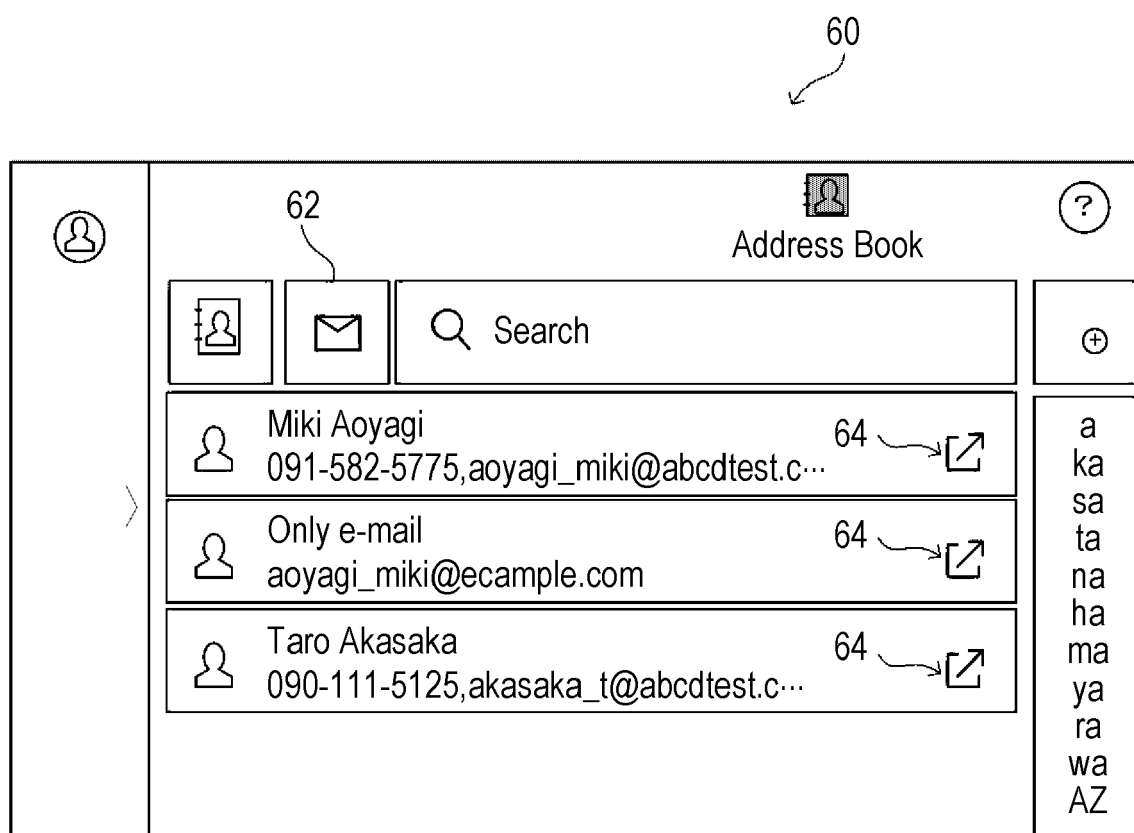 60
62
?
Address Book
Search
Miki Aoyagi
091-582-5775,aoyagi_miki@abcdtest.c···
64
Only e-mail
aoyagi_miki@ecample.com
64
Taro Akasaka
090-111-5125,akasaka_t@abcdtest.c···
64
a
ka
sa
ta
na
ha
ma
ya
ra
wa
AZ